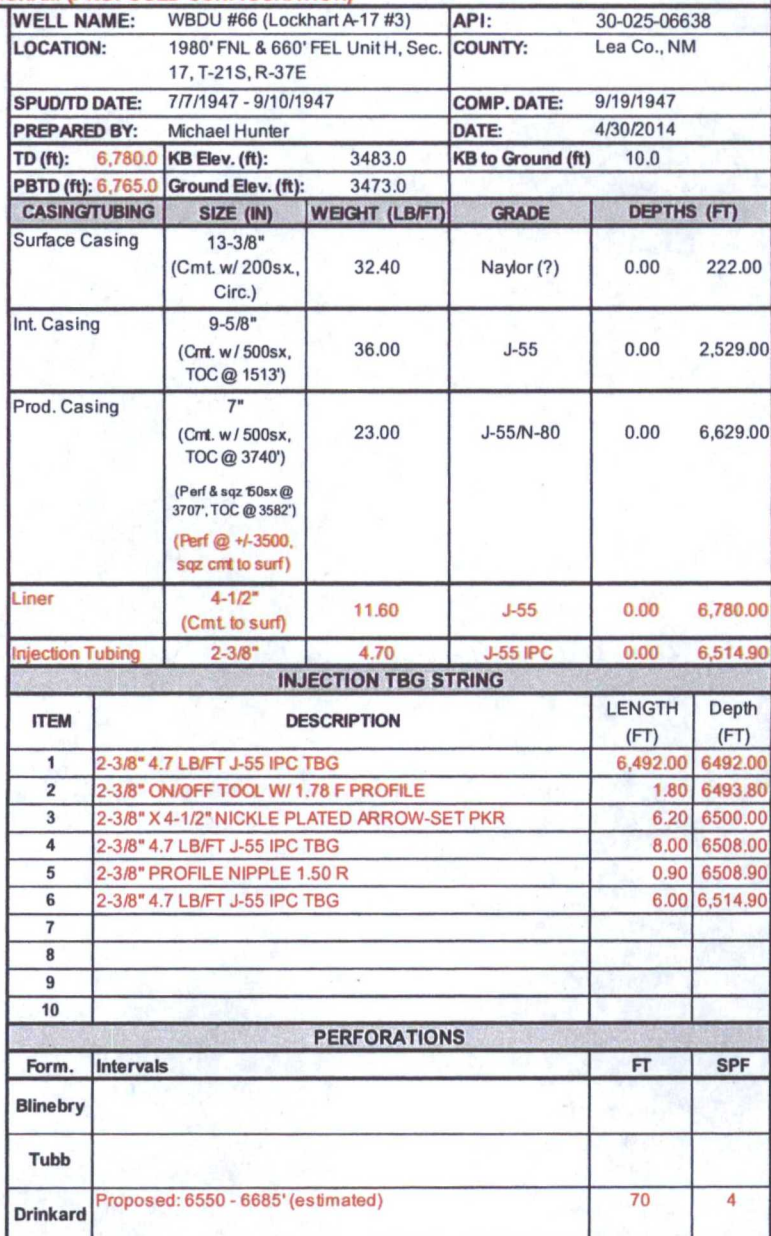 WELL NAME: WBDU #66 (Lockhart A-17 #3) API: 30-025-06638
LOCATION: 1980' FNL & 660' FEL Unit H, Sec. 17, T-21S, R-37E COUNTY: Lea Co., NM
SPUD/TD DATE: 7/7/1947 - 9/10/1947 COMP. DATE: 9/19/1947
PREPARED BY: Michael Hunter DATE: 4/30/2014
TD (ft): 6,780.0 KB Elev. (ft): 3483.0 KB to Ground (ft) 10.0
PBTD (ft): 6,765.0 Ground Elev. (ft): 3473.0
CASING/TUBING SIZE (IN) WEIGHT (LB/FT) GRADE DEPTHS (FT)
Surface Casing 13-3/8"
(Cmt. w/ 200sx., 32.40 Naylor (?) 0.00 222.00
Circ.)
Int. Casing 9-5/8"
(Cmt. w/ 500sx, 36.00 J-55 0.00 2,529.00
TOC @ 1513')
Prod. Casing 7"
(Cmt. w/ 500sx, 23.00 J-55/N-80 0.00 6,629.00
TOC @ 3740')
(Perf & sqz 150sx @
3707', TOC @ 3582')
(Perf @ +/-3500,
sqz cmt to surf)
Liner 4-1/2"
(Cmt. to surf) 11.60 J-55 0.00 6,780.00
Injection Tubing 2-3/8" 4.70 J-55 IPC 0.00 6,514.90
INJECTION TBG STRING
ITEM DESCRIPTION LENGTH (FT) Depth (FT)
1 2-3/8" 4.7 LB/FT J-55 IPC TBG 6,492.00 6492.00
2 2-3/8" ON/OFF TOOL W/ 1.78 F PROFILE 1.80 6493.80
3 2-3/8" X 4-1/2" NICKLE PLATED ARROW-SET PKR 6.20 6500.00
4 2-3/8" 4.7 LB/FT J-55 IPC TBG 8.00 6508.00
5 2-3/8" PROFILE NIPPLE 1.50 R 0.90 6508.90
6 2-3/8" 4.7 LB/FT J-55 IPC TBG 6.00 6,514.90
7
8
9
10
PERFORATIONS
Form. Intervals FT SPF
Blinebry
Tubb
Drinkard Proposed: 6550 - 6685' (estimated) 70 4